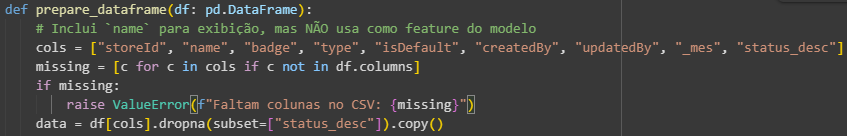 def prepare_dataframe(df: pd.DataFrame):
    # Inclui `name` para exibição, mas NÃO usa como feature do modelo
    cols = ["storeId", "name", "badge", "type", "isDefault", "createdBy", "updatedBy", "_mes", "status_desc"]
    missing = [c for c in cols if c not in df.columns]
    if missing:
        raise ValueError(f"Faltam colunas no CSV: {missing}")
    data = df[cols].dropna(subset=["status_desc"]).copy()